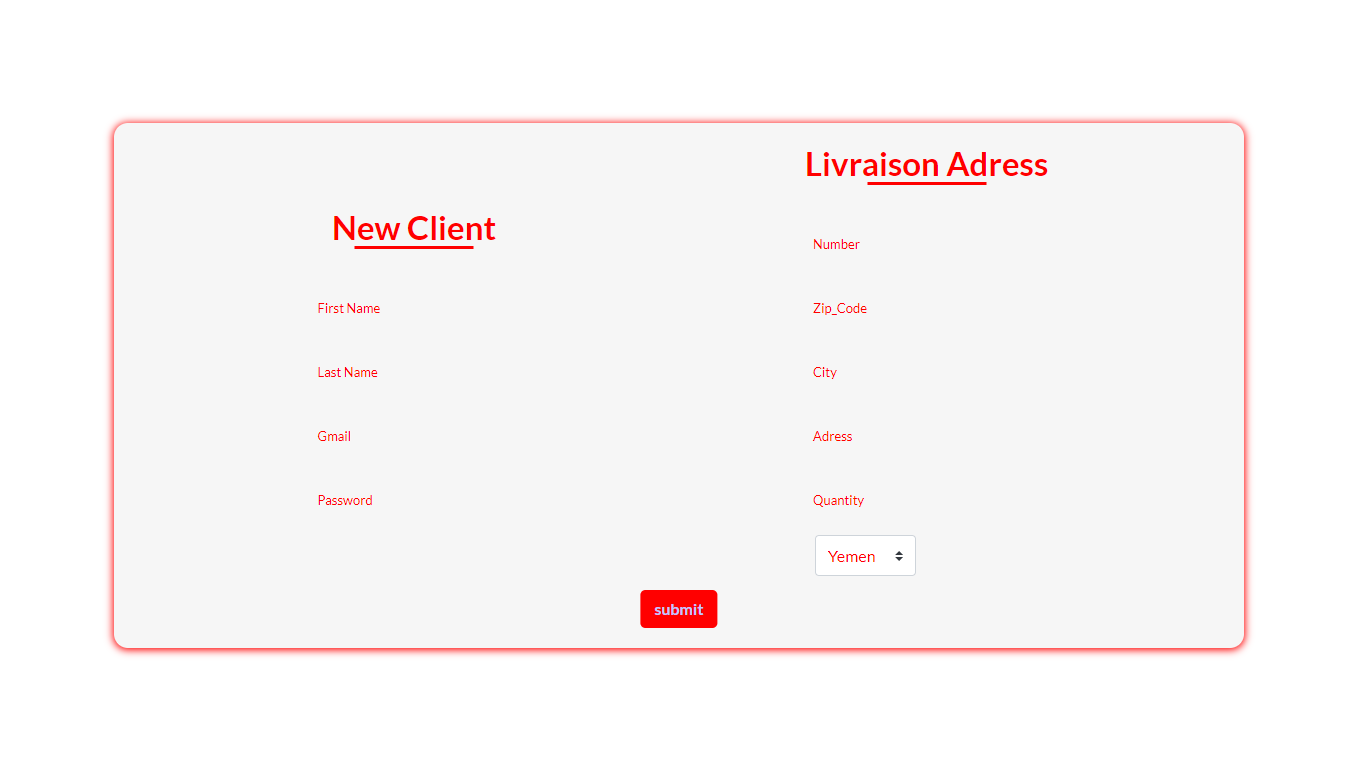 New Client
First Name
Last Name
Gmail
Password
Livraison Adress
Number
Zip_Code
City
Adress
Quantity
Yemen
submit